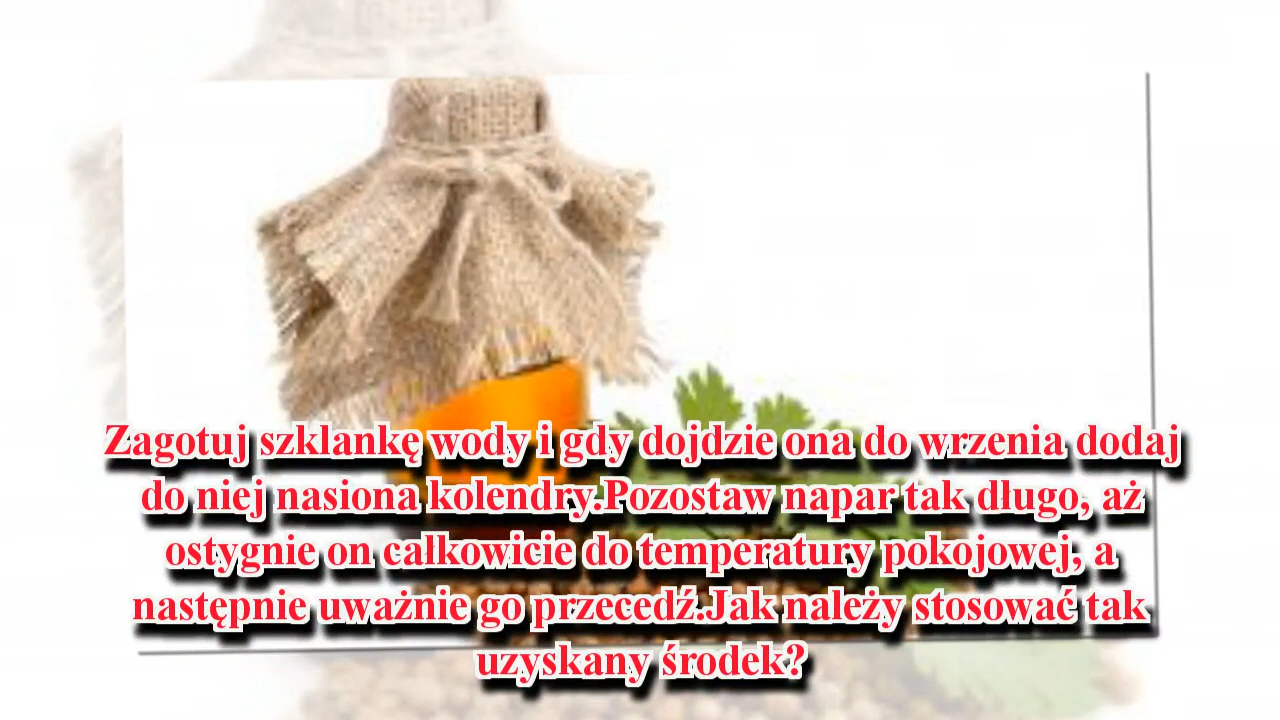 Zagotuj szklankę wody i gdy dojdzie ona do wrzenia dodaj
do niej nasiona kolendry.Pozostaw napar tak długo, aż
ostygnie on całkowicie do temperatury pokojowej, a
następnie uważnie go przecedź.Jak należy stosować tak
uzyskany środek?